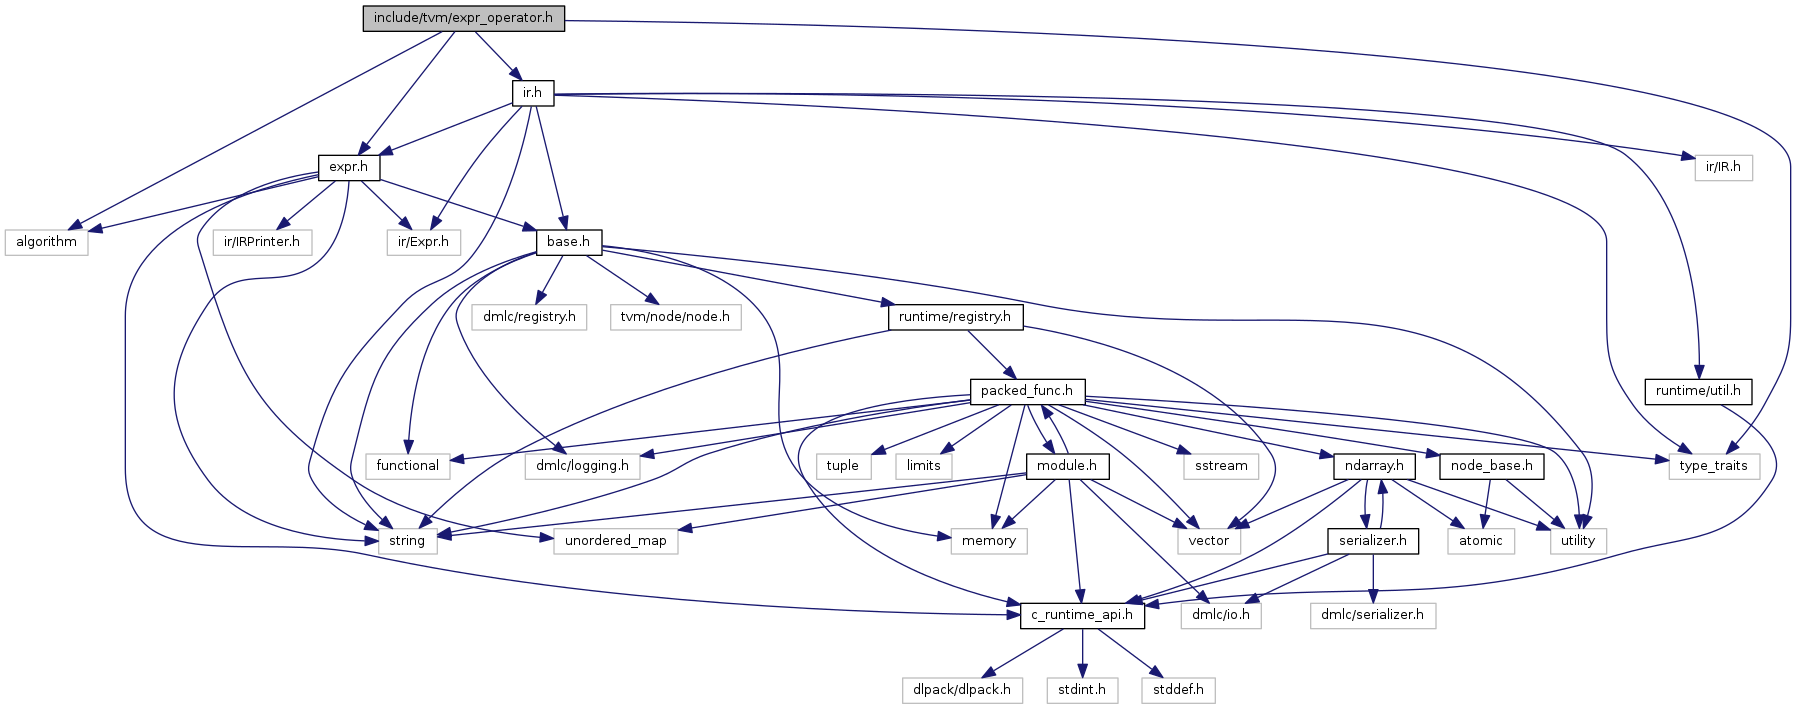 include/tvm/expr_operator.h
ir.h
expr.h
ir/IR.h
algorithm
ir/IRPrinter.h
ir/Expr.h
base.h
dmlc/registry.h
tvm/node/node.h
runtime/registry.h
packed_func.h
runtime/util.h
functional
dmlc/logging.h
tuple
limits
module.h
sstream
ndarray.h
node_base.h
type_traits
string
unordered_map
memory
vector
serializer.h
atomic
utility
c_runtime_api.h
dmlc/io.h
dmlc/serializer.h
dlpack/dlpack.h
stdint.h
stddef.h